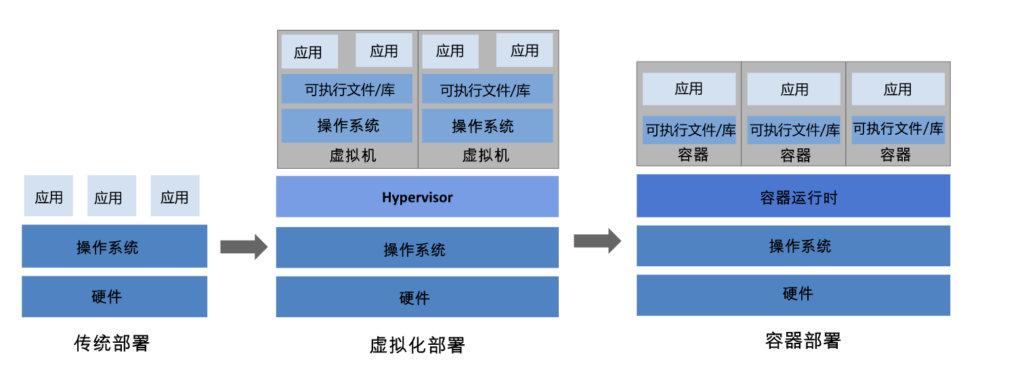 应用 应用 应用
操作系统
硬件
传统部署
应用 应用 应用 应用
可执行文件/库 可执行文件/库
操作系统 操作系统
虚拟机 虚拟机
Hypervisor
操作系统
硬件
虚拟化部署
应用 应用 应用
可执行文件/库 可执行文件/库 可执行文件/库
容器 容器 容器
容器运行时
操作系统
硬件
容器部署